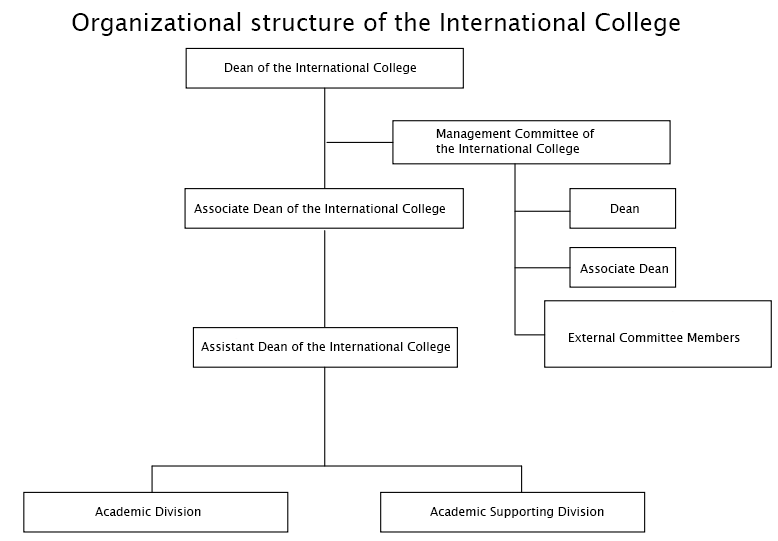 Organizational structure of the International College
Dean of the International College
Management Committee of
the International College
Associate Dean of the International College
Dean
Associate Dean
External Committee Members
Assistant Dean of the International College
Academic Division
Academic Supporting Division